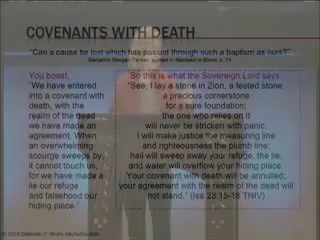 COVENANTS WITH DEATH
"Can a cause be lost which has passed through such a baptism as ours?"
Benjamin Morgan Palmer, quoted in Baptized in Blood, p.
You boast,
"We have entered
into a covenant with
death, with the
realm of the dead
we have made an
agreement. When
an overwhelming
scourge sweeps by,
it cannot touch us,
for we have made a
lie our refuge
and falsehood our
hiding place."
So this is what the Sovereign Lord says
"See, I lay a stone in Zion, a tested stone,
a precious cornerstone
for a sure foundation;
the one who relies on it
will never be stricken with panic.
I will make justice the measuring line
and righteousness the plumb line;
hail will sweep away your refuge, the lie,
and water will overflow your hiding place.
Your covenant with death will be annulled;
your agreement with the realm of the dead will
not stand." (Isa 28:15-18 TNIV)